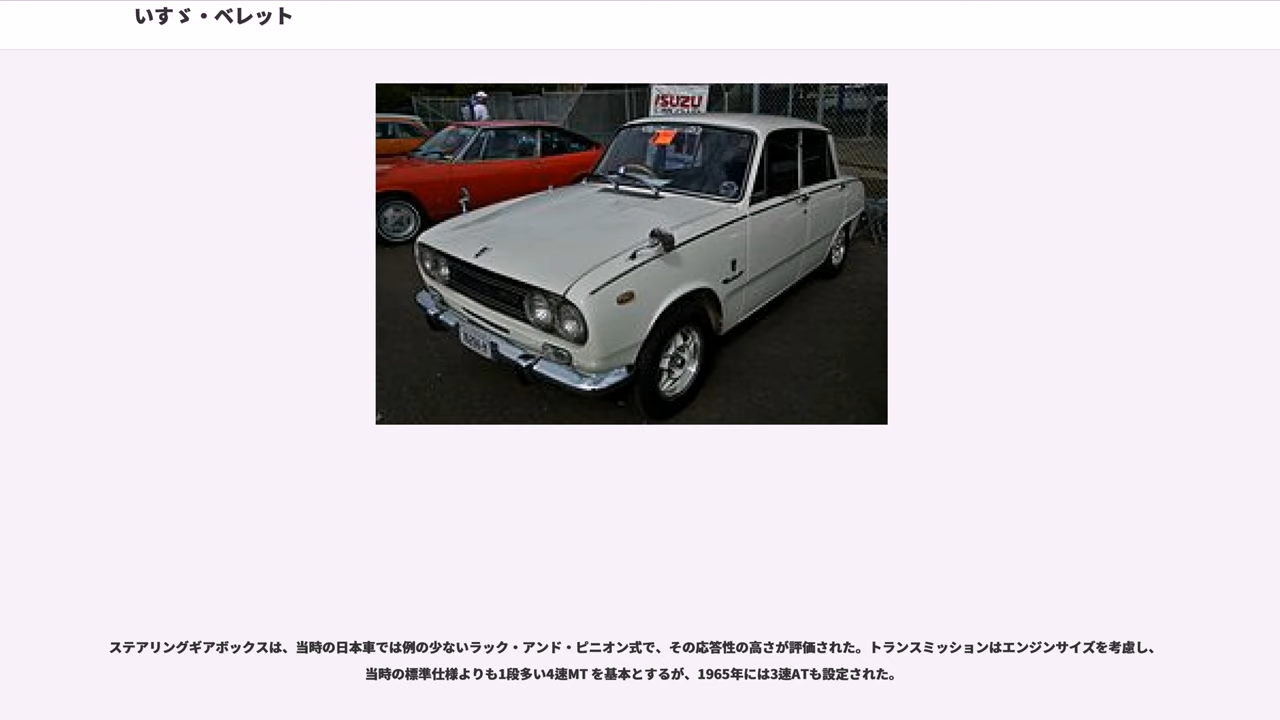 いすゞ・ベレット
ISUZU
ステアリングギアボックスは、当時の日本車では例の少ないラック・アンド・ピニオン式で、その応答性の高さが評価された。トランスミッションはエンジンサイズを考慮し、
当時の標準仕様よりも1段多い4速MT を基本とするが、1965年には3速ATも設定された。